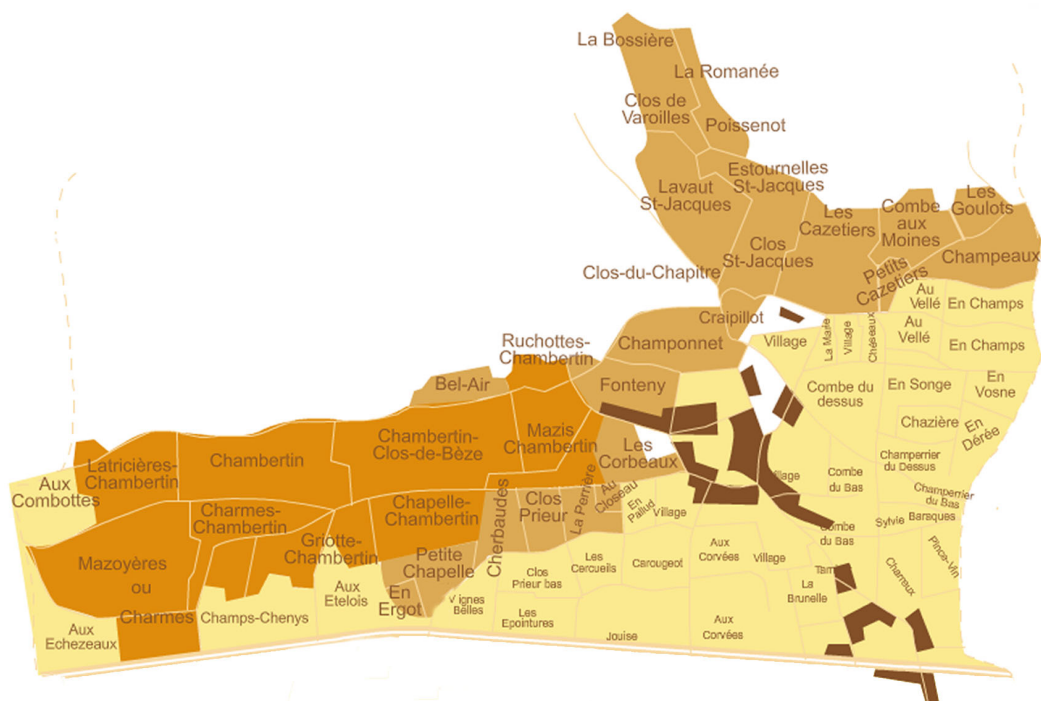 La Bossière
La Romanée
Clos de
Varoilles
Poissenot
Estournelles
St-Jacques
Lavaut
St-Jacques
Les
Cazetiers
Combe
aux
Moines
Les
Goulots
Clos
St-Jacques
Champeaux
Clos-du-Chapitre
Petits
Cazetiers
Au
Vellé
En Champs
Craipillot
Ruchottes-
Chambertin
Champonnet
Village
La Marie
Village
Chéseaux
Au
Vellé
En Champs
Bel-Air
Fonteny
Combe du
dessus
En Songe
En
Vosne
Chazière
En
Dérée
Chambertin-
Clos-de-Bèze
Mazis
Chambertin
Les
Corbeaux
Latricières-
Chambertin
Chambertin
Champerrier
du Dessus
Aux
Combottes
La Perrière
Au
Closeau
En
Pallud
Village
Village
Combe
du Bas
Champerrier
du Bas
Charmes-
Chambertin
Chapelle-
Chambertin
Cherbaudes
Clos
Prieur
Sylvie
Baraques
Combe
du Bas
Griotte-
Chambertin
Petite
Chapelle
Les
Cercueils
Carougeot
Aux
Corvées
Village
Pince-Vin
Mazoyères
ou
Charmes
Clos
Prieur bas
La
Brunelle
Charreux
Aux
Etelois
En
Ergot
Vignes
Belles
Les
Epointures
Champs-Chenys
Aux
Echezeaux
Jouise
Aux
Corvées